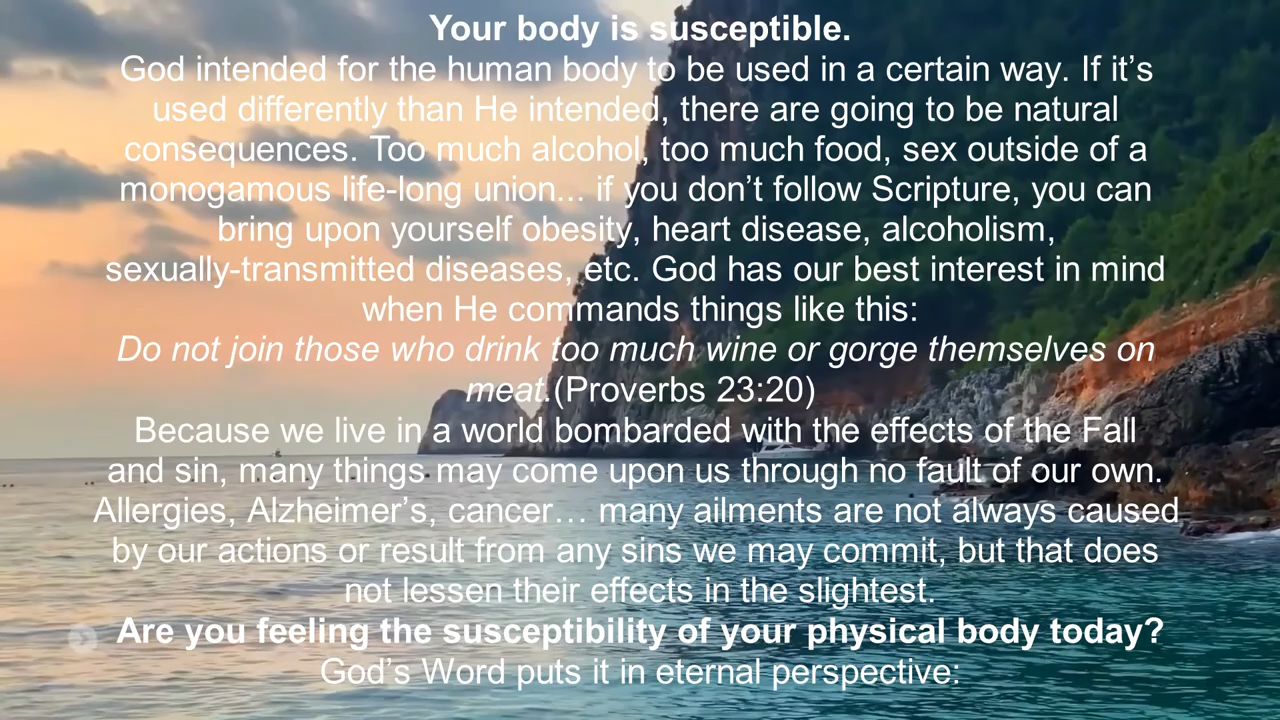 Your body is susceptible.
God intended for the human body to be used in a certain way. If it’s
used differently than He intended, there are going to be natural
consequences. Too much alcohol, too much food, sex outside of a
monogamous life-long union... if you don’t follow Scripture, you can
bring upon yourself obesity, heart disease, alcoholism,
sexually-transmitted diseases, etc. God has our best interest in mind
when He commands things like this:
Do not join those who drink too much wine or gorge themselves on
meat.(Proverbs 23:20)
Because we live in a world bombarded with the effects of the Fall
and sin, many things may come upon us through no fault of our own.
Allergies, Alzheimer’s, cancer… many ailments are not always caused
by our actions or result from any sins we may commit, but that does
not lessen their effects in the slightest.
Are you feeling the susceptibility of your physical body today?
God’s Word puts it in eternal perspective: